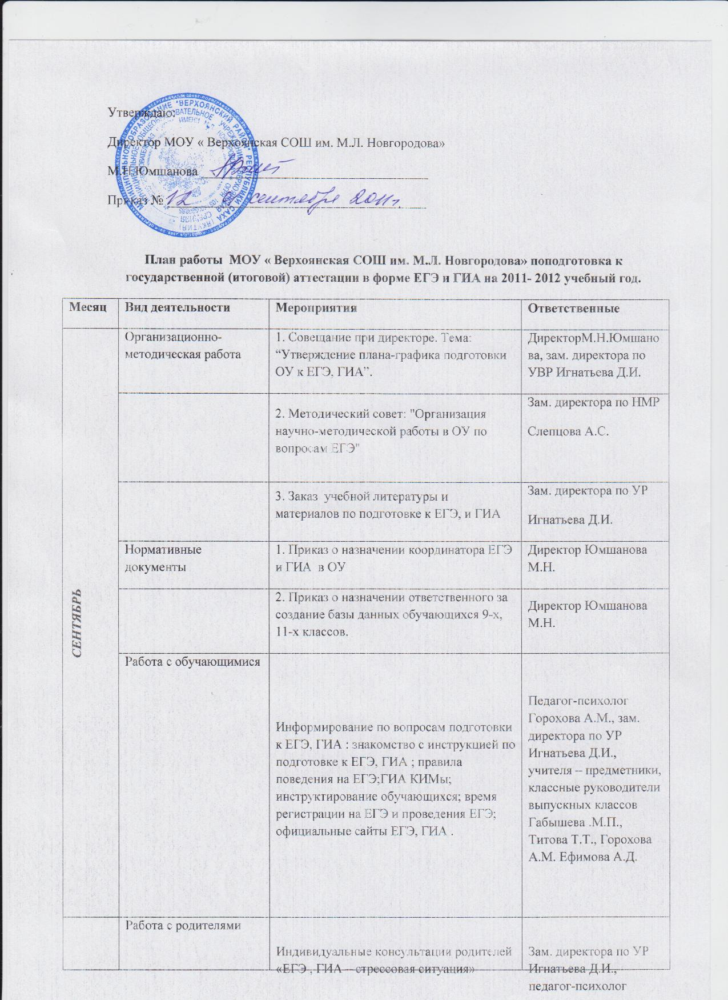 Утверждаю:
Директор МОУ « Верхоянская СОШ им. М.Л. Новгородова»
М.Н Юмшанова
Приказ № 12 сентября 2011г.
МУНИЦИПАЛЬНОЕ ОБРАЗОВАНИЕ "ВЕРХОЯНСКИЙ РАЙОН" РЕСПУБЛИКИ САХА (ЯКУТИЯ)
План работы МОУ « Верхоянская СОШ им. М.Л. Новгородова» поподготовка к
государственной (итоговой) аттестации в форме ЕГЭ и ГИА на 2011- 2012 учебный год.
Месяц Вид деятельности Мероприятия Ответственные
СЕНТЯБРЬ
Организационно-
методическая работа
1. Совещание при директоре. Тема:
“Утверждение плана-графика подготовки
ОУ к ЕГЭ, ГИА”.
ДиректорМ.Н.Юмшано
ва, зам. директора по
УВР Игнатьева Д.И.
2. Методический совет: "Организация
научно-методической работы в ОУ по
вопросам ЕГЭ"
Зам. директора по НМР
Слепцова А.С.
3. Заказ учебной литературы и
материалов по подготовке к ЕГЭ, и ГИА
Зам. директора по УР
Игнатьева Д.И.
Нормативные
документы
1. Приказ о назначении координатора ЕГЭ
и ГИА в ОУ
Директор Юмшанова
М.Н.
2. Приказ о назначении ответственного за
создание базы данных обучающихся 9-х,
11-х классов.
Директор Юмшанова
М.Н.
Работа с обучающимися
Информирование по вопросам подготовки
к ЕГЭ, ГИА : знакомство с инструкцией по
подготовке к ЕГЭ, ГИА ; правила
поведения на ЕГЭ;ГИА КИМы;
инструктирование обучающихся; время
регистрации на ЕГЭ и проведения ЕГЭ;
официальные сайты ЕГЭ, ГИА .
Педагог-психолог
Горохова А.М., зам.
директора по УР
Игнатьева Д.И.,
учителя – предметники,
классные руководители
выпускных классов
Габышева .М.П.,
Титова Т.Т., Горохова
А.М. Ефимова А.Д.
Работа с родителями
Индивидуальные консультации родителей
«ЕГЭ , ГИА – стрессовая ситуация»
Зам. директора по УР
Игнатьева Д.И.,
педагог-психолог